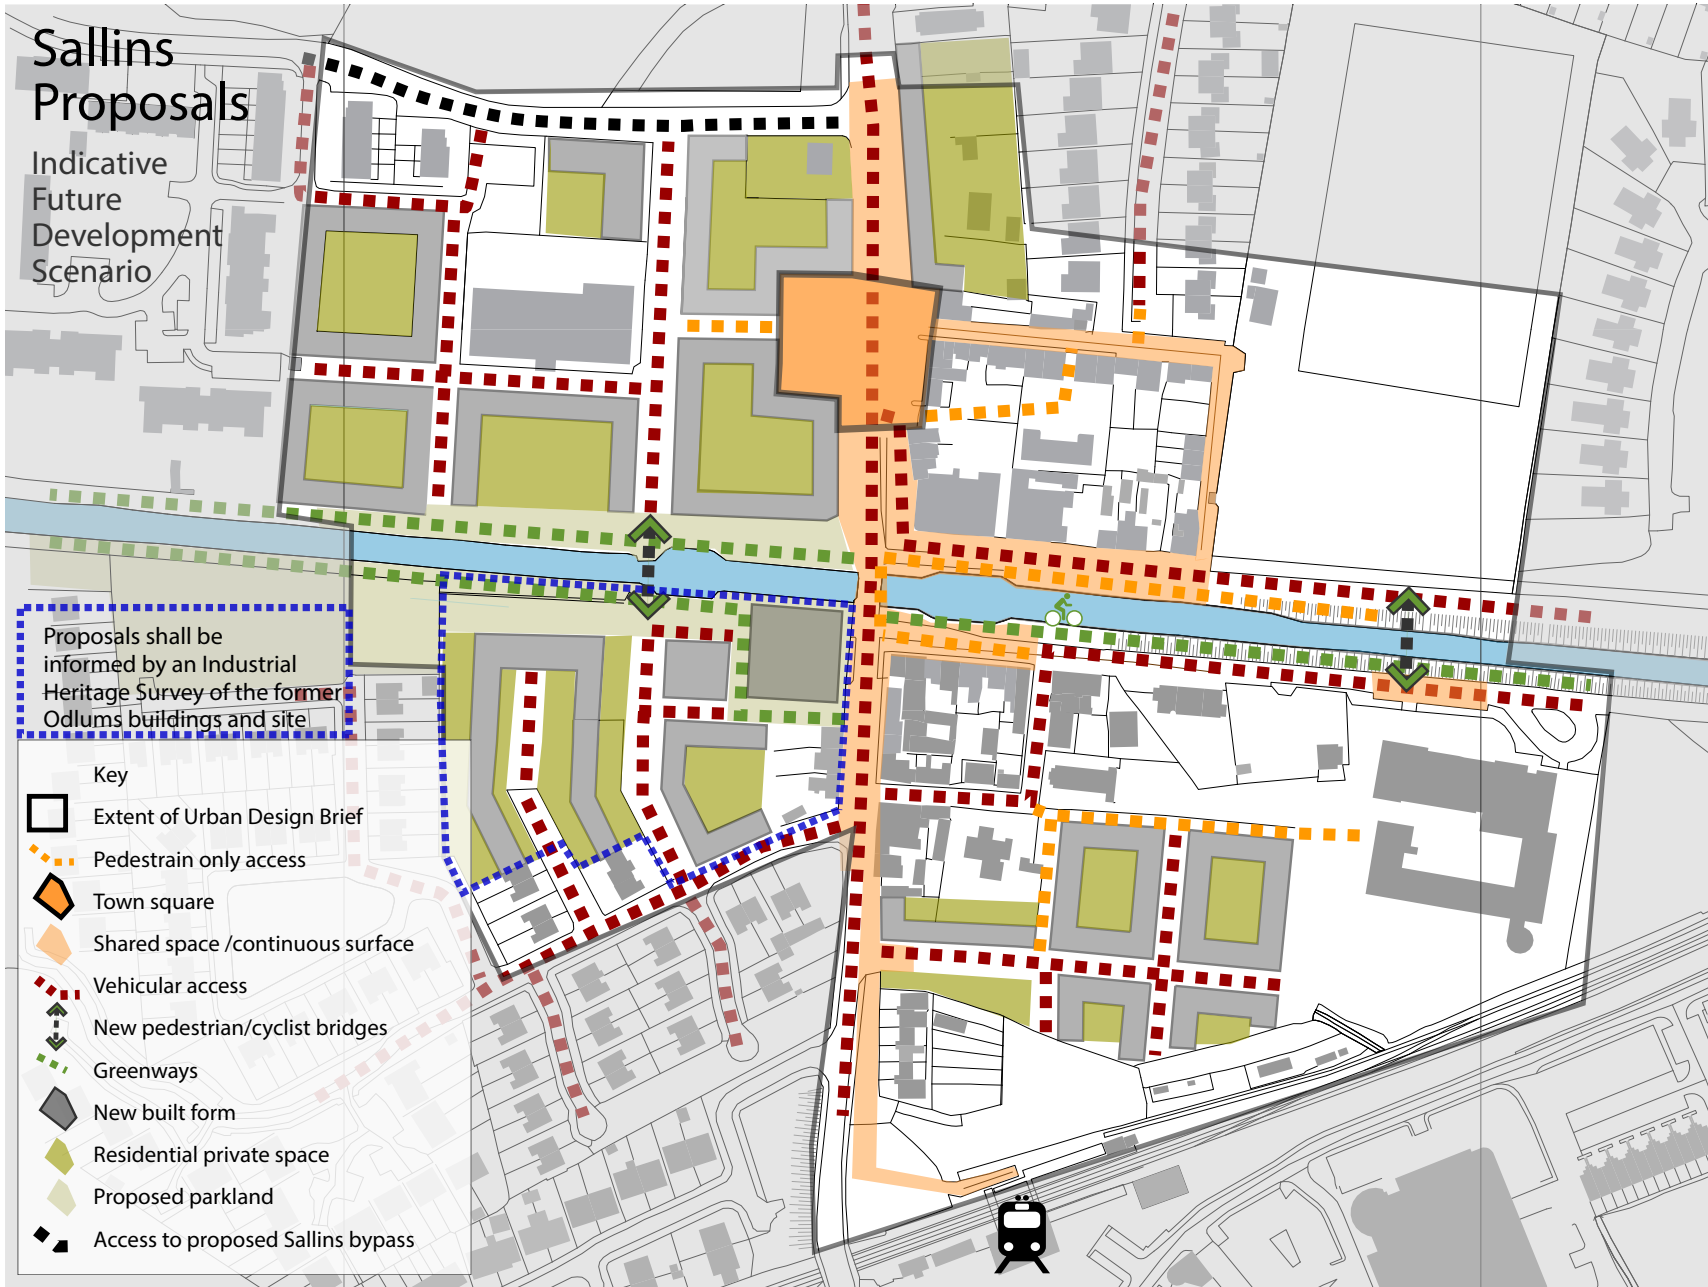 Sallins
Proposals
Indicative
Future
Development
Scenario
Proposals shall be
informed by an Industrial
Heritage Survey of the former
Odlums buildings and site
Key
Extent of Urban Design Brief
Pedestrain only access
Town square
Shared space /continuous surface
Vehicular access
New pedestrian/cyclist bridges
Greenways
New built form
Residential private space
Proposed parkland
Access to proposed Sallins bypass